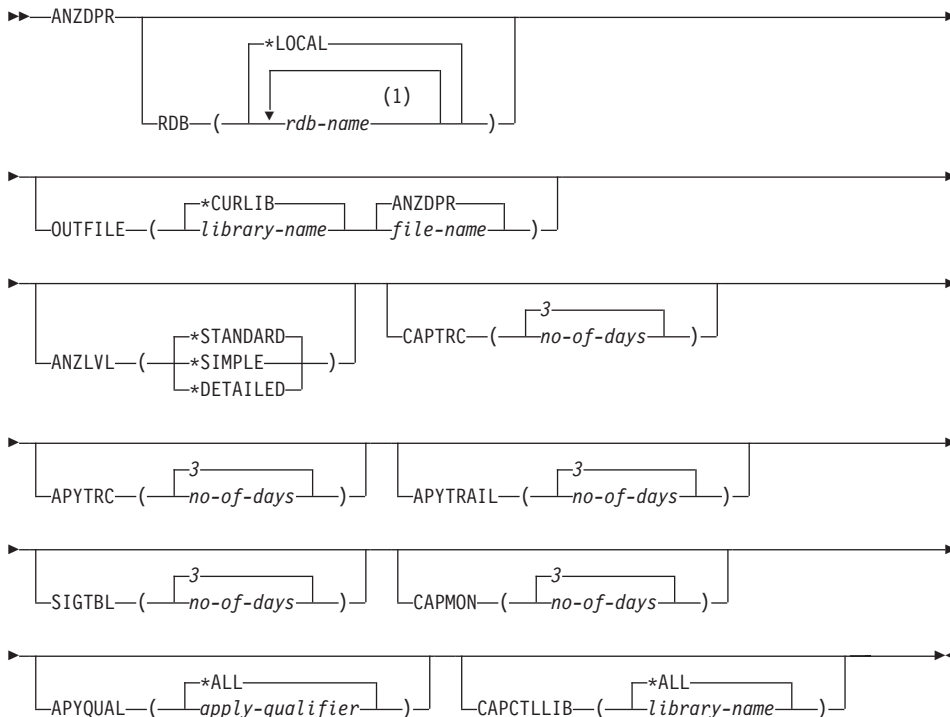 ANZDPR
*LOCAL
(1)
RDB ( rdb-name )
*CURLIB ANZDPR
OUTFILE ( library-name file-name )
*STANDARD 3
ANZLVL ( *SIMPLE ) CAPTRC ( no-of-days )
*DETAILED
3 3
APYTRC ( no-of-days ) APYTRAIL ( no-of-days )
3 3
SIGTBL ( no-of-days ) CAPMON ( no-of-days )
*ALL *ALL
APYQUAL ( apply-qualifier ) CAPCTLLIB ( library-name )